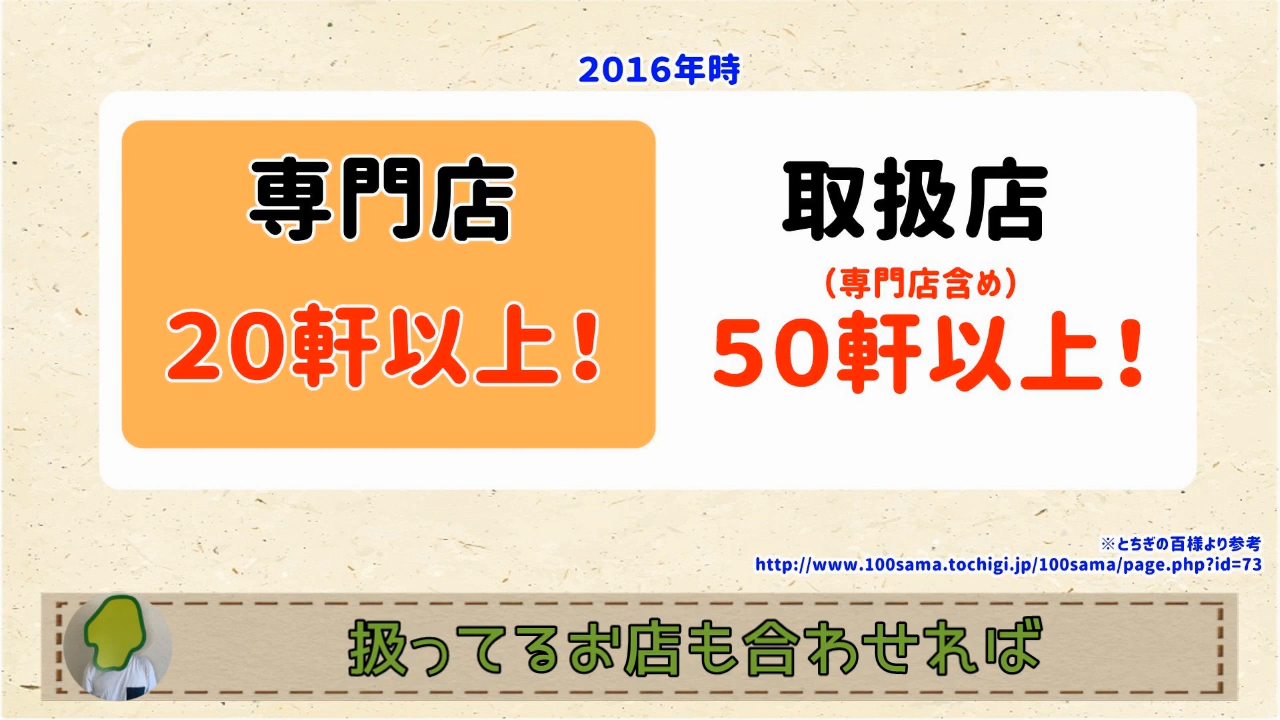 2016年時
専門店
20軒以上!
取扱店
(専門店含め)
50軒以上!
※とちぎの百様より参考
http://www.100sama.tochigi.jp/100sama/page.php?id=73
扱ってるお店も合わせれば